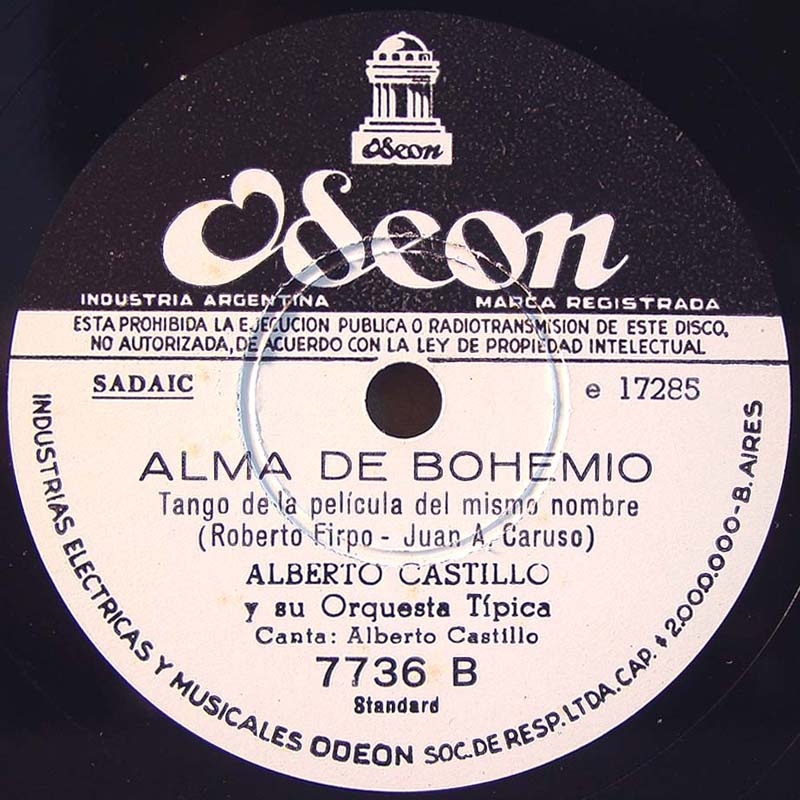 Odeon
Odeon
INDUSTRIA ARGENTINA MARCA REGISTRADA
ESTA PROHIBIDA LA EJECUCION PUBLICA O RADIOTRANSMISION DE ESTE DISCO,
NO AUTORIZADA, DE ACUERDO CON LA LEY DE PROPIEDAD INTELECTUAL
SADAIC e 17285
ALMA DE BOHEMIO
Tango de la película del mismo nombre
(Roberto Firpo - Juan A. Caruso)
ALBERTO CASTILLO
y su Orquesta Típica
Canta: Alberto Castillo
7736 B
Standard
INDUSTRIAS ELECTRICAS Y MUSICALES ODEON SOC. DE RESP. LTDA. CAP. $ 2.000.000-B. AIRES